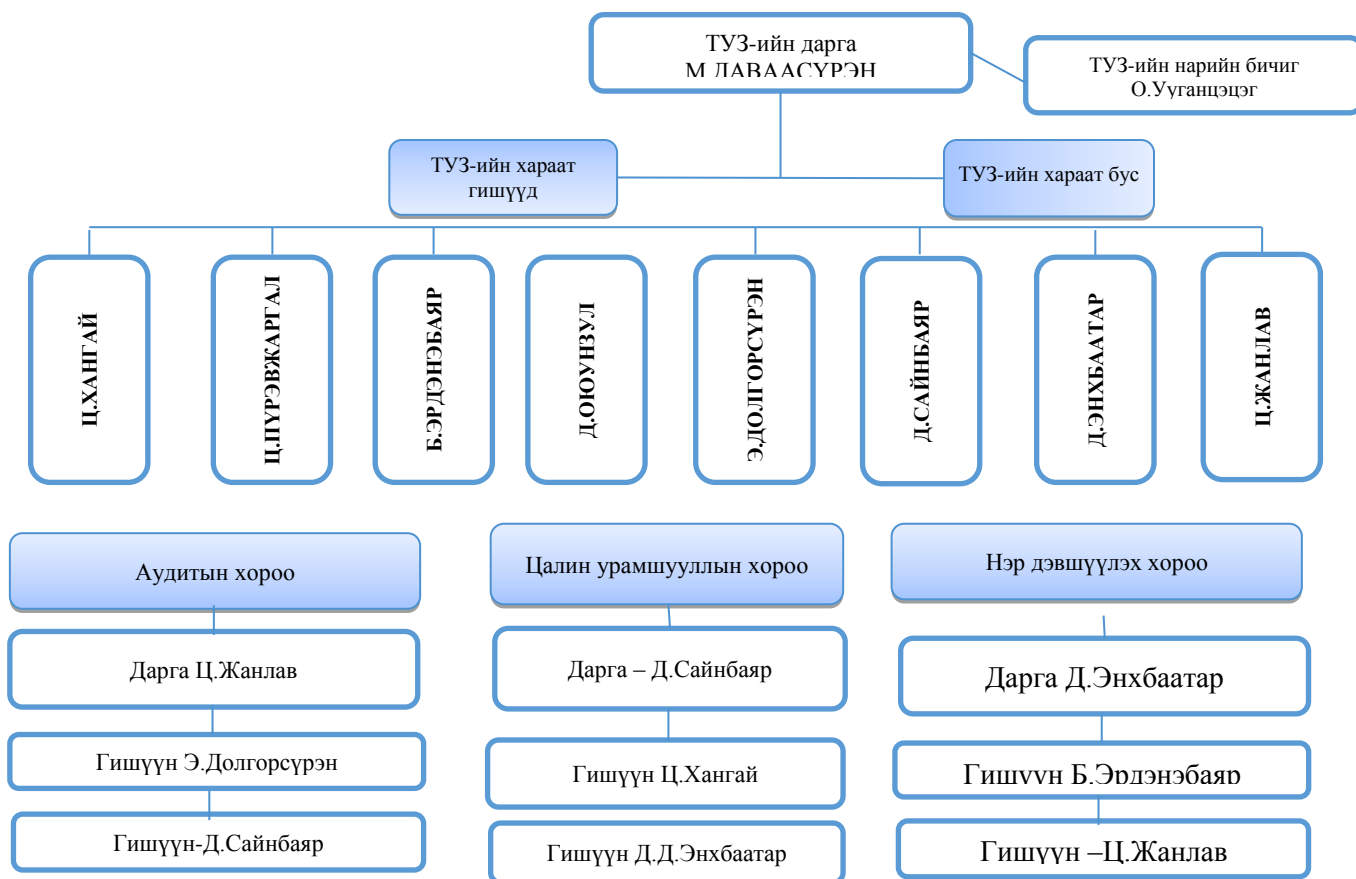 ТУЗ-ийн дарга
М.ДАВААСҮРЭН
ТУЗ-ийн нарийн бичиг
О.Ууганцэцэг
ТУЗ-ийн хараат
гишүүд
ТУЗ-ийн хараат бус
Ц.ХАНГАЙ
Ц.ПҮРЭВЖАРГАЛ
Б.ЭРДЭНЭБАЯР
Д.ОЮУНЗУЛ
Э.ДОЛГОРСҮРЭН
Д.САЙНБАЯР
Д.ЭНХБААТАР
Ц.ЖАНЛАВ
Аудитын хороо
Дарга Ц.Жанлав
Гишүүн Э.Долгорсүрэн
Гишүүн-Д.Сайнбаяр
Цалин урамшууллын хороо
Дарга – Д.Сайнбаяр
Гишүүн Ц.Хангай
Гишүүн Д.Д.Энхбаатар
Нэр дэвшүүлэх хороо
Дарга Д.Энхбаатар
Гишүүн Б.Эрдэнэбаяр
Гишүүн –Ц.Жанлав